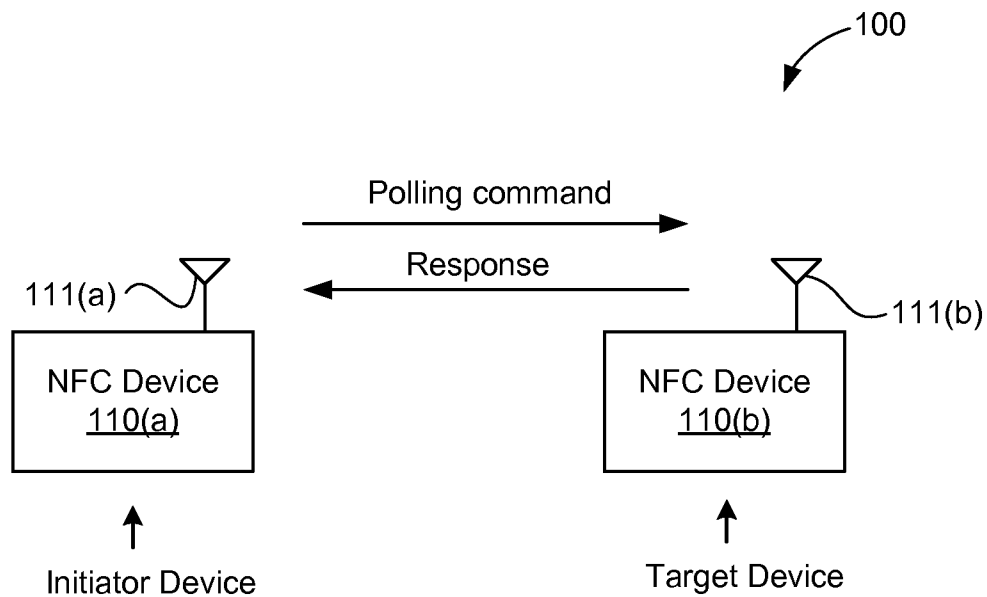 100
Polling command
Response
111(a)
111(b)
NFC Device
110(a)
NFC Device
110(b)
Initiator Device
Target Device